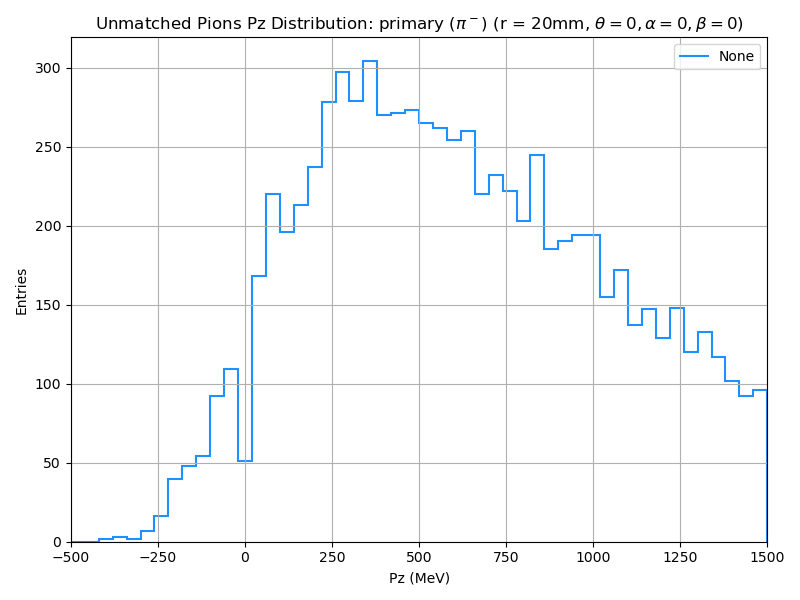 Unmatched Pions Pz Distribution: primary (π⁻) (r = 20mm, θ = 0, α = 0, β = 0)
None
300
250
200
150
100
50
0
Entries
−500 −250 0 250 500 750 1000 1250 1500
Pz (MeV)